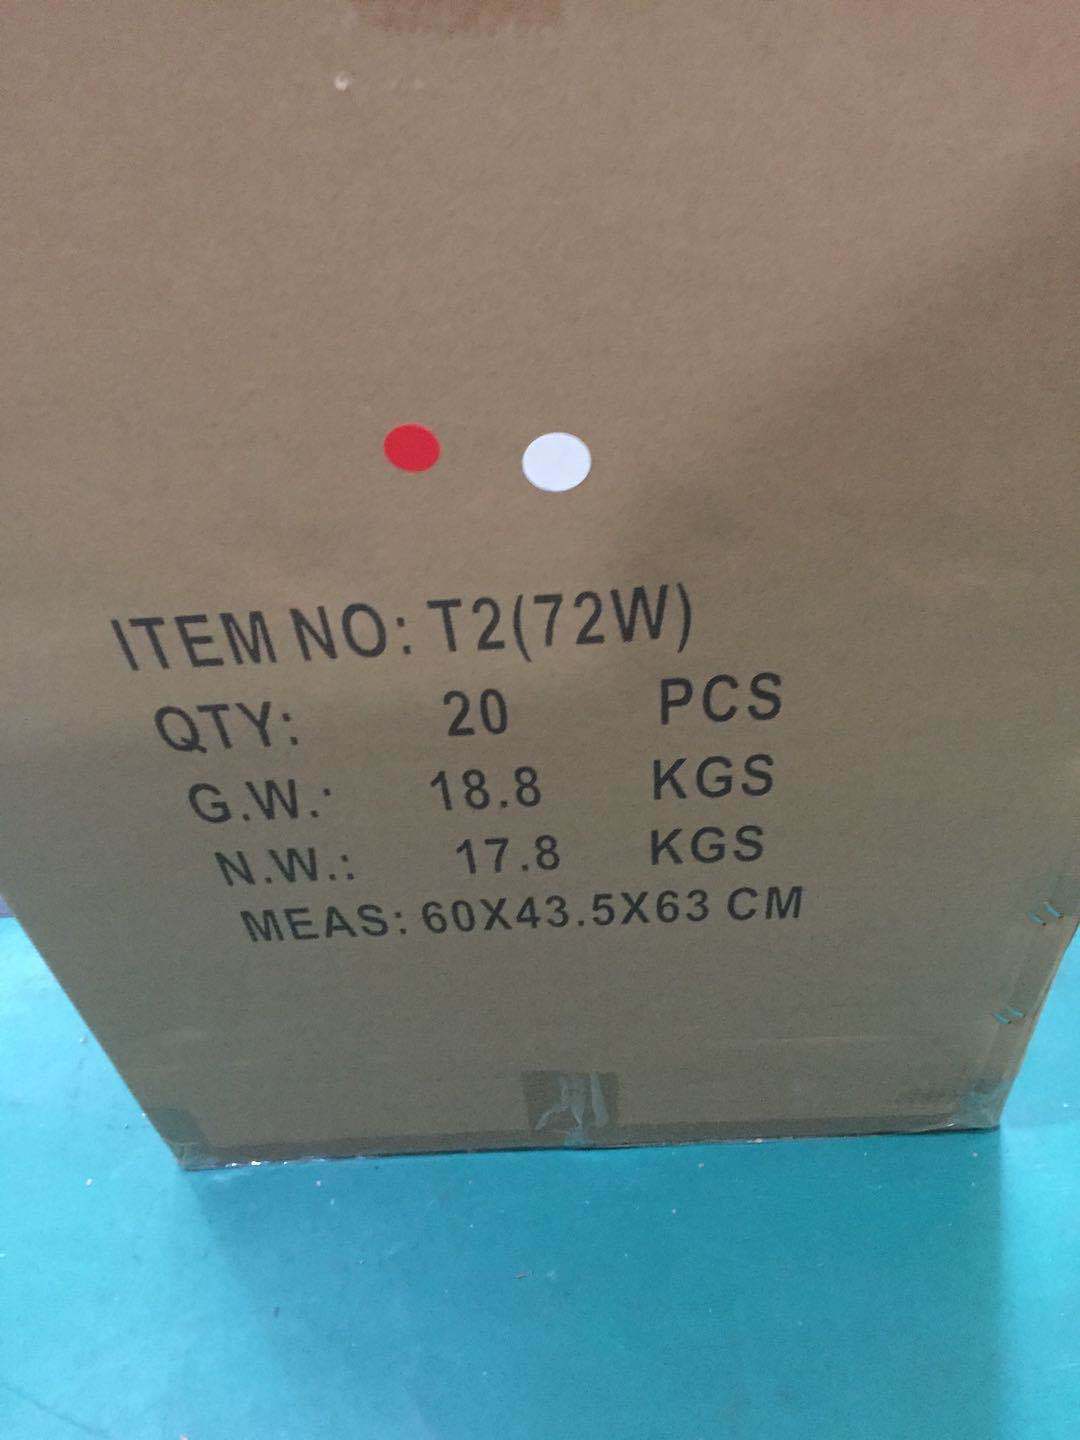 ITEM NO: T2(72W)
QTY: 20 PCS
G.W.: 18.8 KGS
N.W.: 17.8 KGS
MEAS: 60X43.5X63 CM